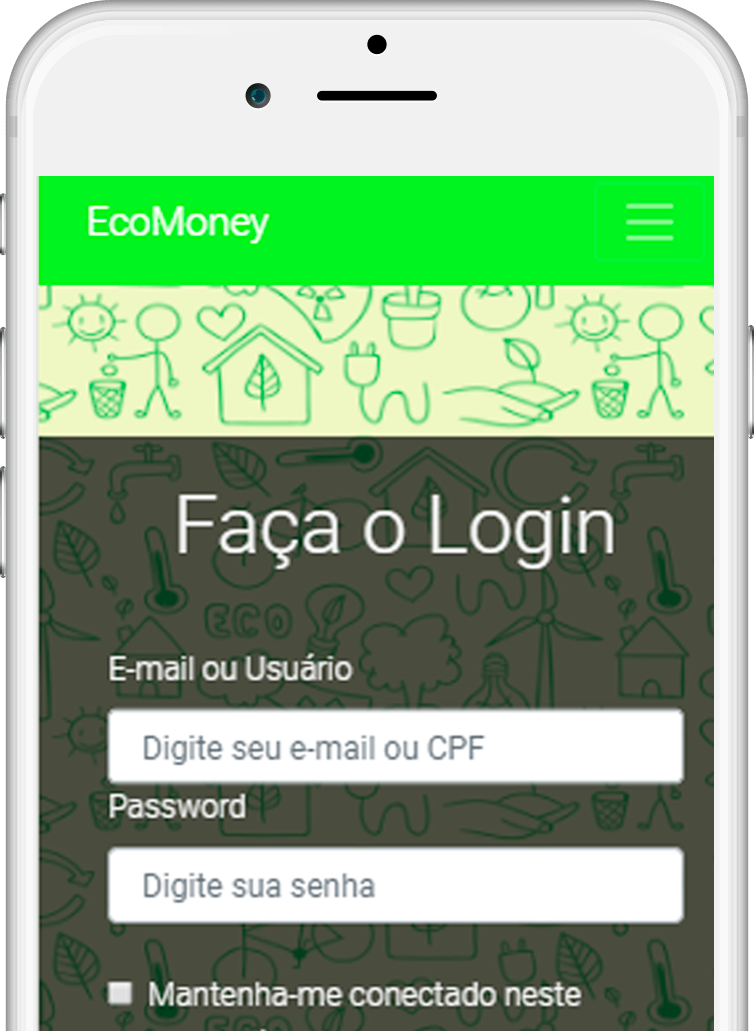 EcoMoney
Faça o Login
ECO
E-mail ou Usuário
Digite seu e-mail ou CPF
Password
Digite sua senha
Mantenha-me conectado neste